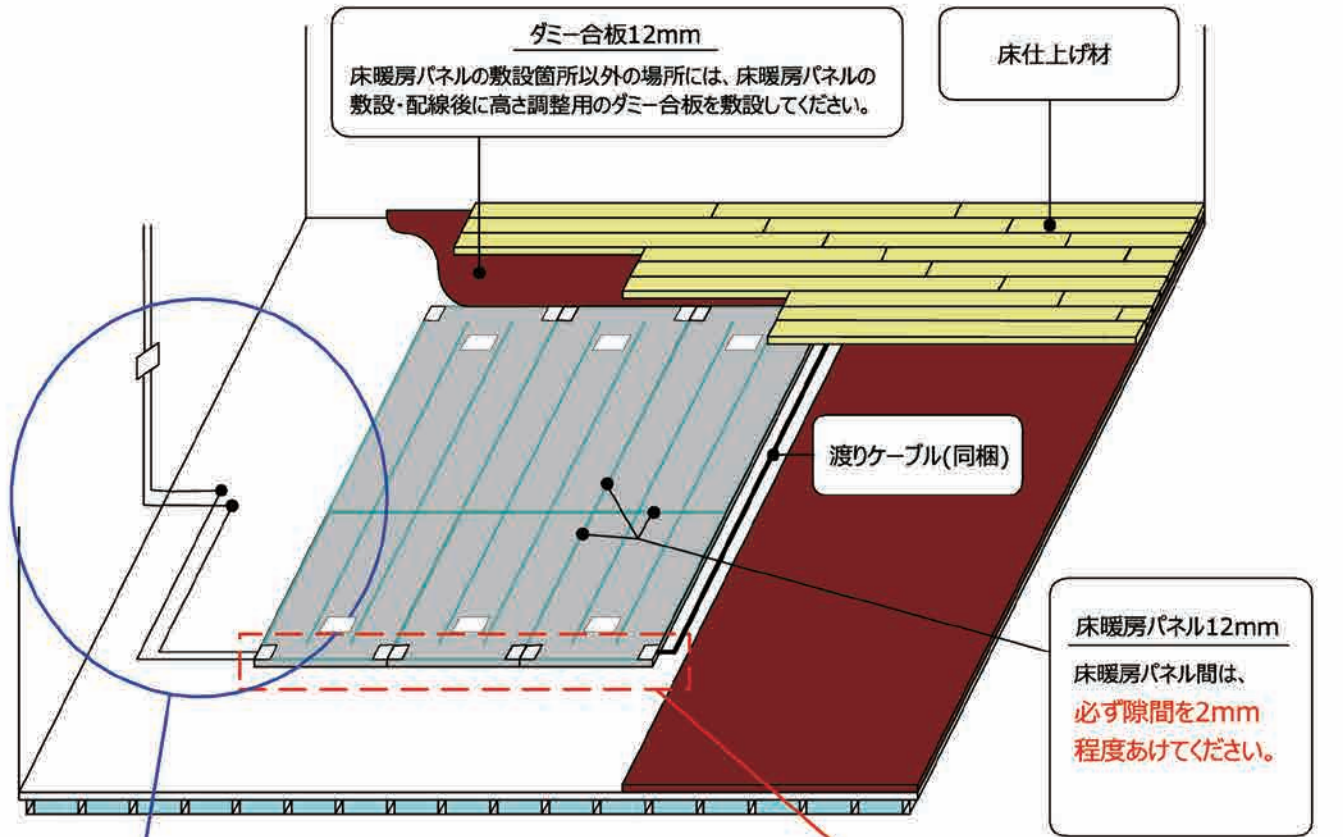 ダミー合板12mm
床暖房パネルの敷設箇所以外の場所には、床暖房パネルの
敷設・配線後に高さ調整用のダミー合板を敷設してください。
床仕上げ材
渡りケーブル(同梱)
床暖房パネル12mm
床暖房パネル間は、
必ず隙間を2mm
程度あけてください。